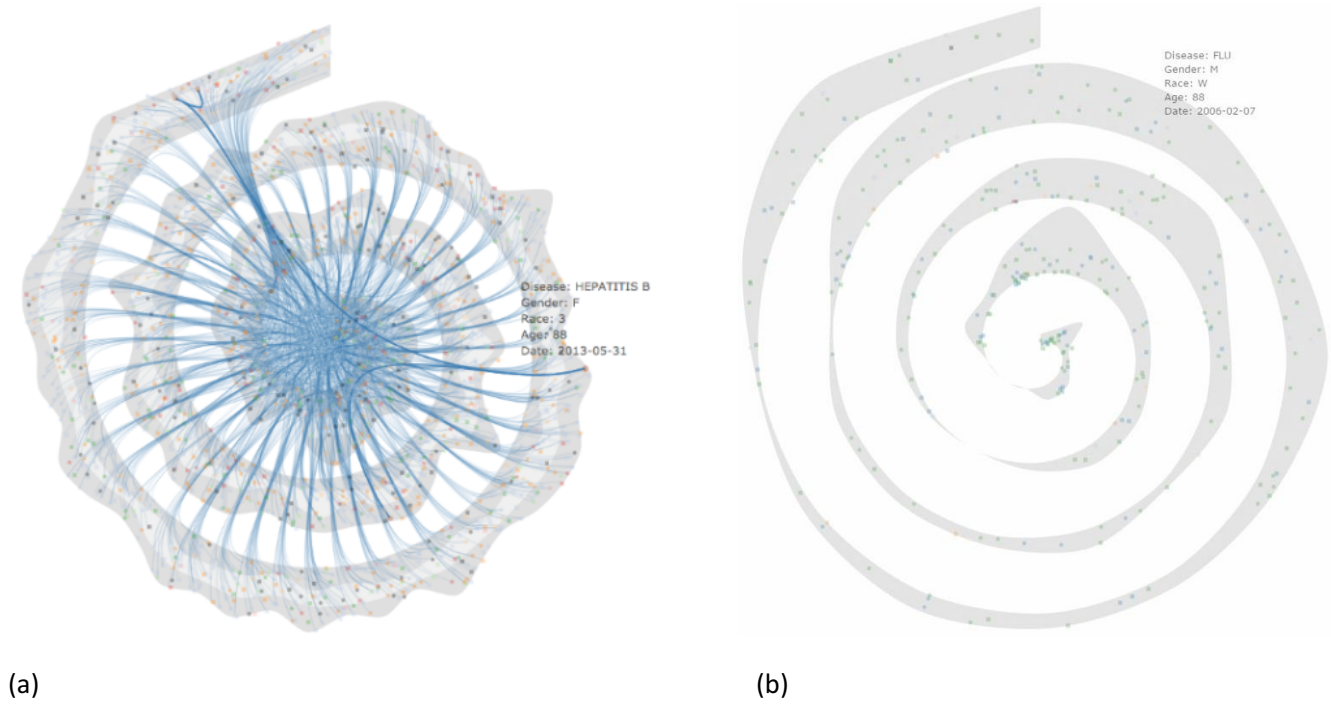 Disease: HEPATITIS B
Gender: F
Race: 3
Age: 88
Date: 2013-05-31
Disease: FLU
Gender: M
Race: W
Age: 88
Date: 2006-02-07
(a)
(b)